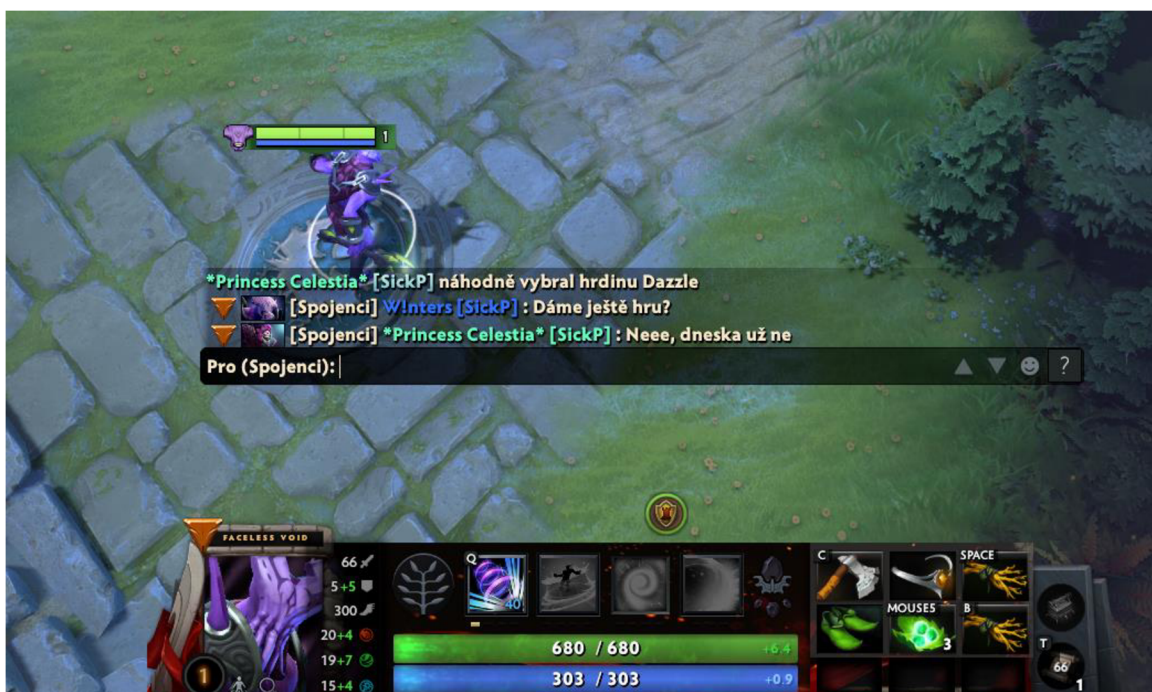 1
*Princess Celestia* [SickP] náhodně vybral hrdinu Dazzle
[Spojenci] W!nters [SickP] : Dáme ještě hru?
[Spojenci] *Princess Celestia* [SickP] : Neee, dneska už ne
Pro (Spojenci): ?
FACELESS VOID
66
5 +5
300
20+4
19+7
15+4
1
Q
40
680 / 680 +6.4
303 / 303 +0.9
C SPACE
MOUSE5 B
3
T
66
1